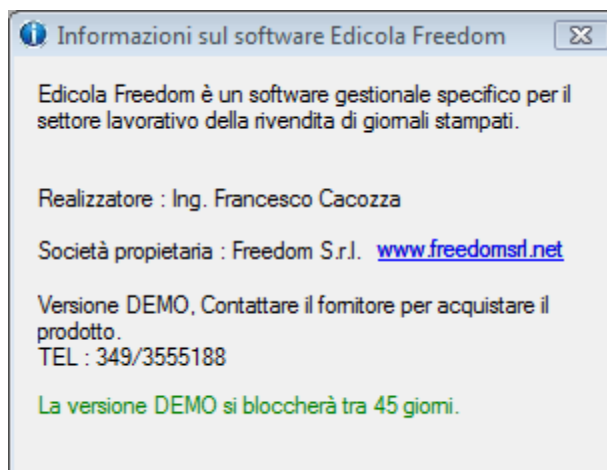 Informazioni sul software Edicola Freedom
Edicola Freedom è un software gestionale specifico per il
settore lavorativo della rivendita di giornali stampati.
Realizzatore : Ing. Francesco Cacozza
Società propietaria : Freedom S.r.l. www.freedomsrl.net
Versione DEMO, Contattare il fornitore per acquistare il
prodotto.
TEL : 349/3555188
La versione DEMO si bloccherà tra 45 giorni.